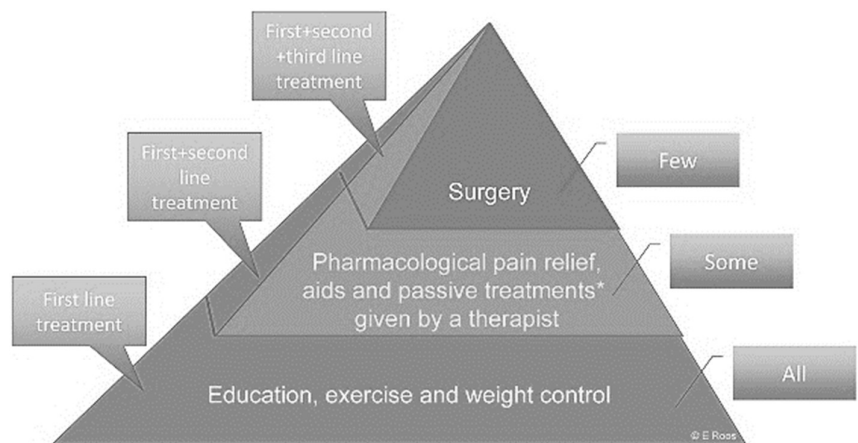 First+second
+third line
treatment
First+second
line
treatment
First line
treatment
Surgery
Few
Pharmacological pain relief,
aids and passive treatments*
given by a therapist
Some
Education, exercise and weight control
All
© E Roos